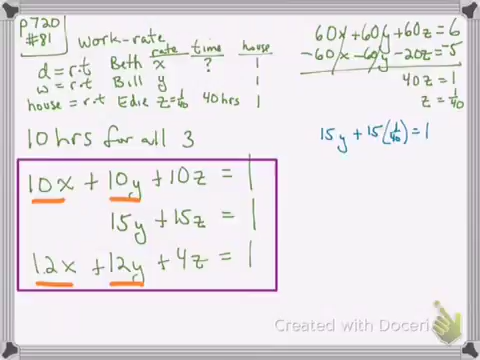 p720
#81
work-rate
rate time house
d = r·t Beth x ? 1
w = r·t Bill y 1
house = r·t Edie z = 1/40 40 hrs 1
10 hrs for all 3
10x + 10y + 10z = 1
15y + 15z = 1
12x + 12y + 4z = 1
60x + 60y + 60z = 6
-60x - 60y - 20z = -5
40z = 1
z = 1/40
15y + 15(1/40) = 1
Created with Doceri